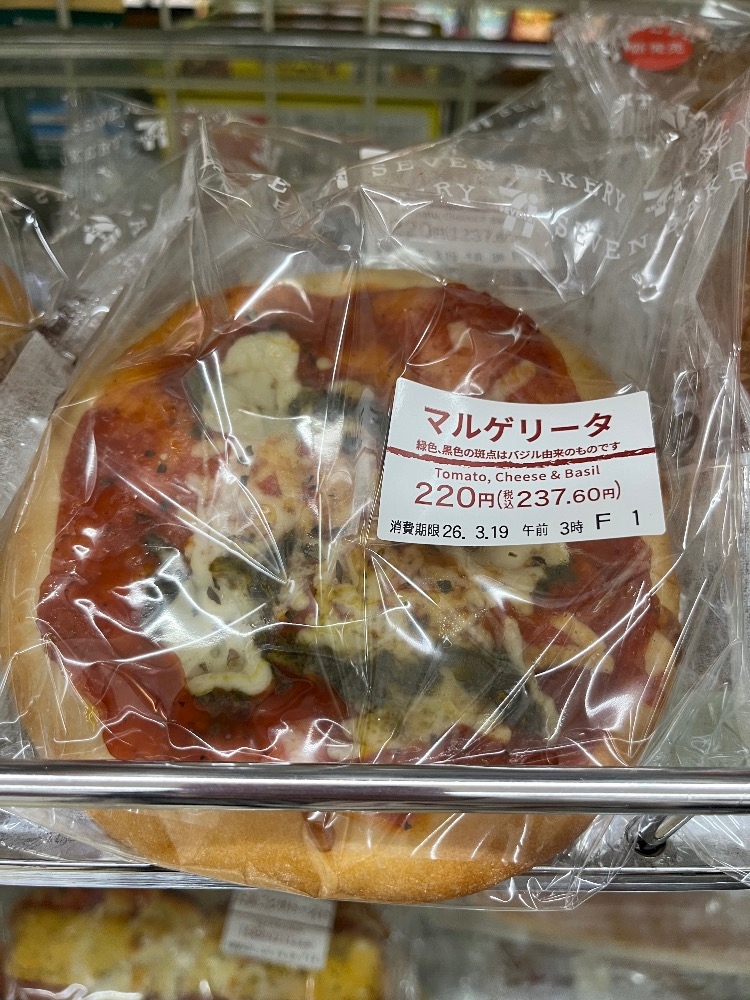 SEVEN BAKERY
SEVEN BAKE
マルゲリータ
緑色、黒色の斑点はバジル由来のものです
Tomato, Cheese & Basil
220円(税込237.60円)
消費期限26. 3.19 午前 3時 F 1